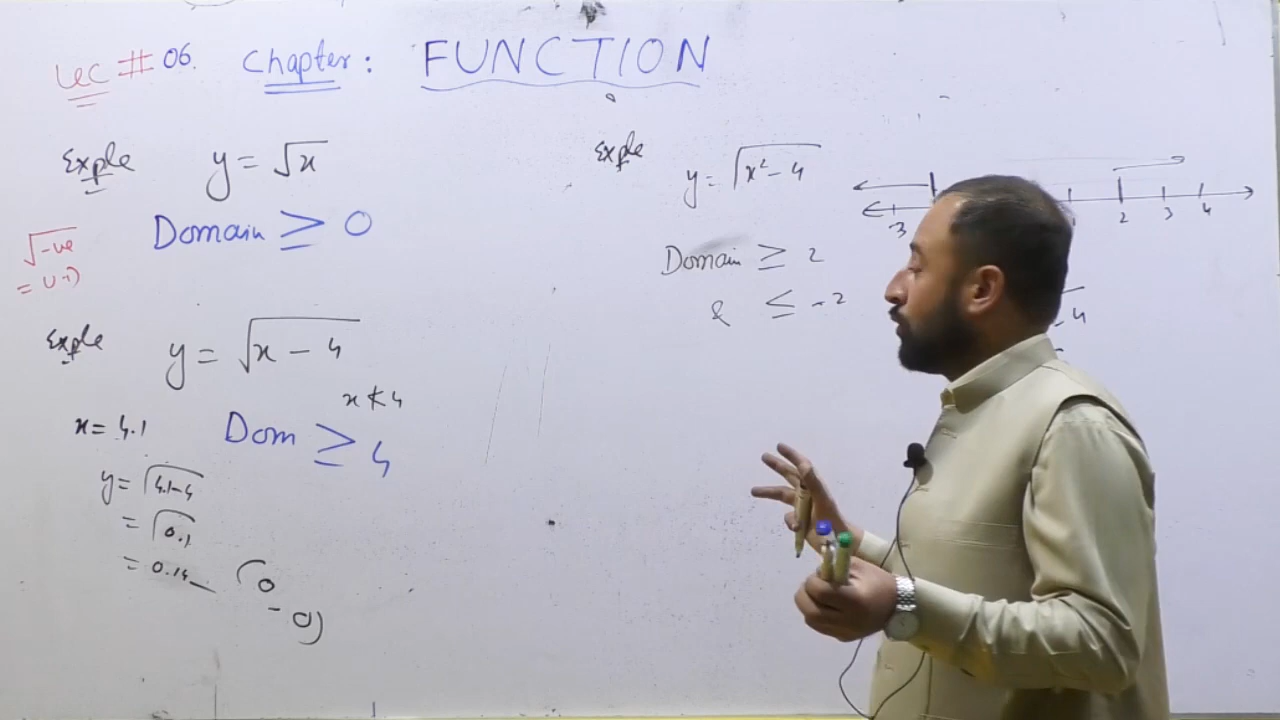 Lec # 06. Chapter: FUNCTION
Exple y = √x
Domain ≥ 0
√-ve
Exple y = √x - 4
x ≮ 4
x = 4.1 Dom ≥ 4
y = √4.1-4
= √0.1
= 0.14
Exple y = √x² - 4
-3 2 3 4
Domain ≥ 2
& ≤ -2
- 4